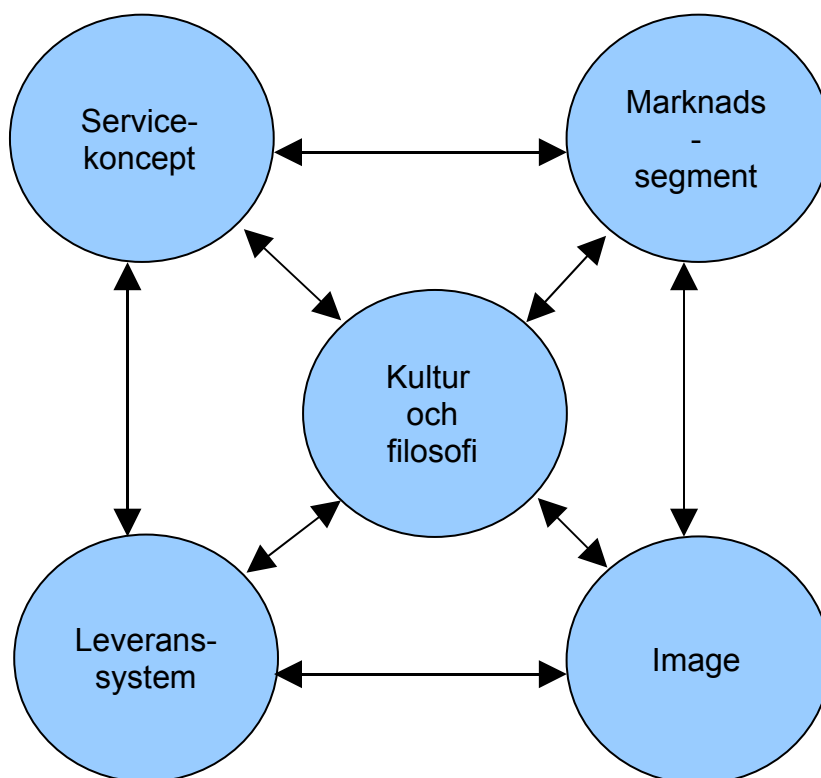 Service-
koncept
Marknads
-
segment
Kultur
och
filosofi
Leverans-
system
Image